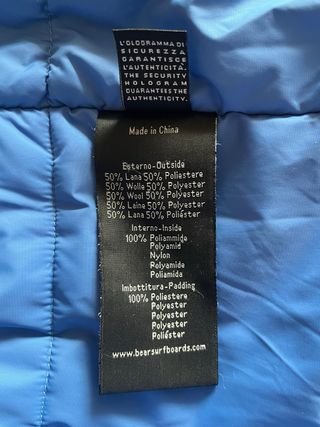 L'OLOGRAMMA DI
SICUREZZA
GARANTISCE
L'AUTENTICITÀ.
THE SECURITY
HOLOGRAM
GUARANTEES THE
AUTHENTICITY.
Made in China
Esterno-Outside
50% Lana 50% Poliestere
50% Wolle 50% Polyester
50% Wool 50% Polyester
50% Laine 50% Polyester
50% Lana 50% Poliéster
Interno-Inside
100% Poliammide
Polyamid
Nylon
Polyamide
Poliamida
Imbottitura-Padding
100% Poliestere
Polyester
Polyester
Polyester
Poliéster
www.bearsurfboards.com